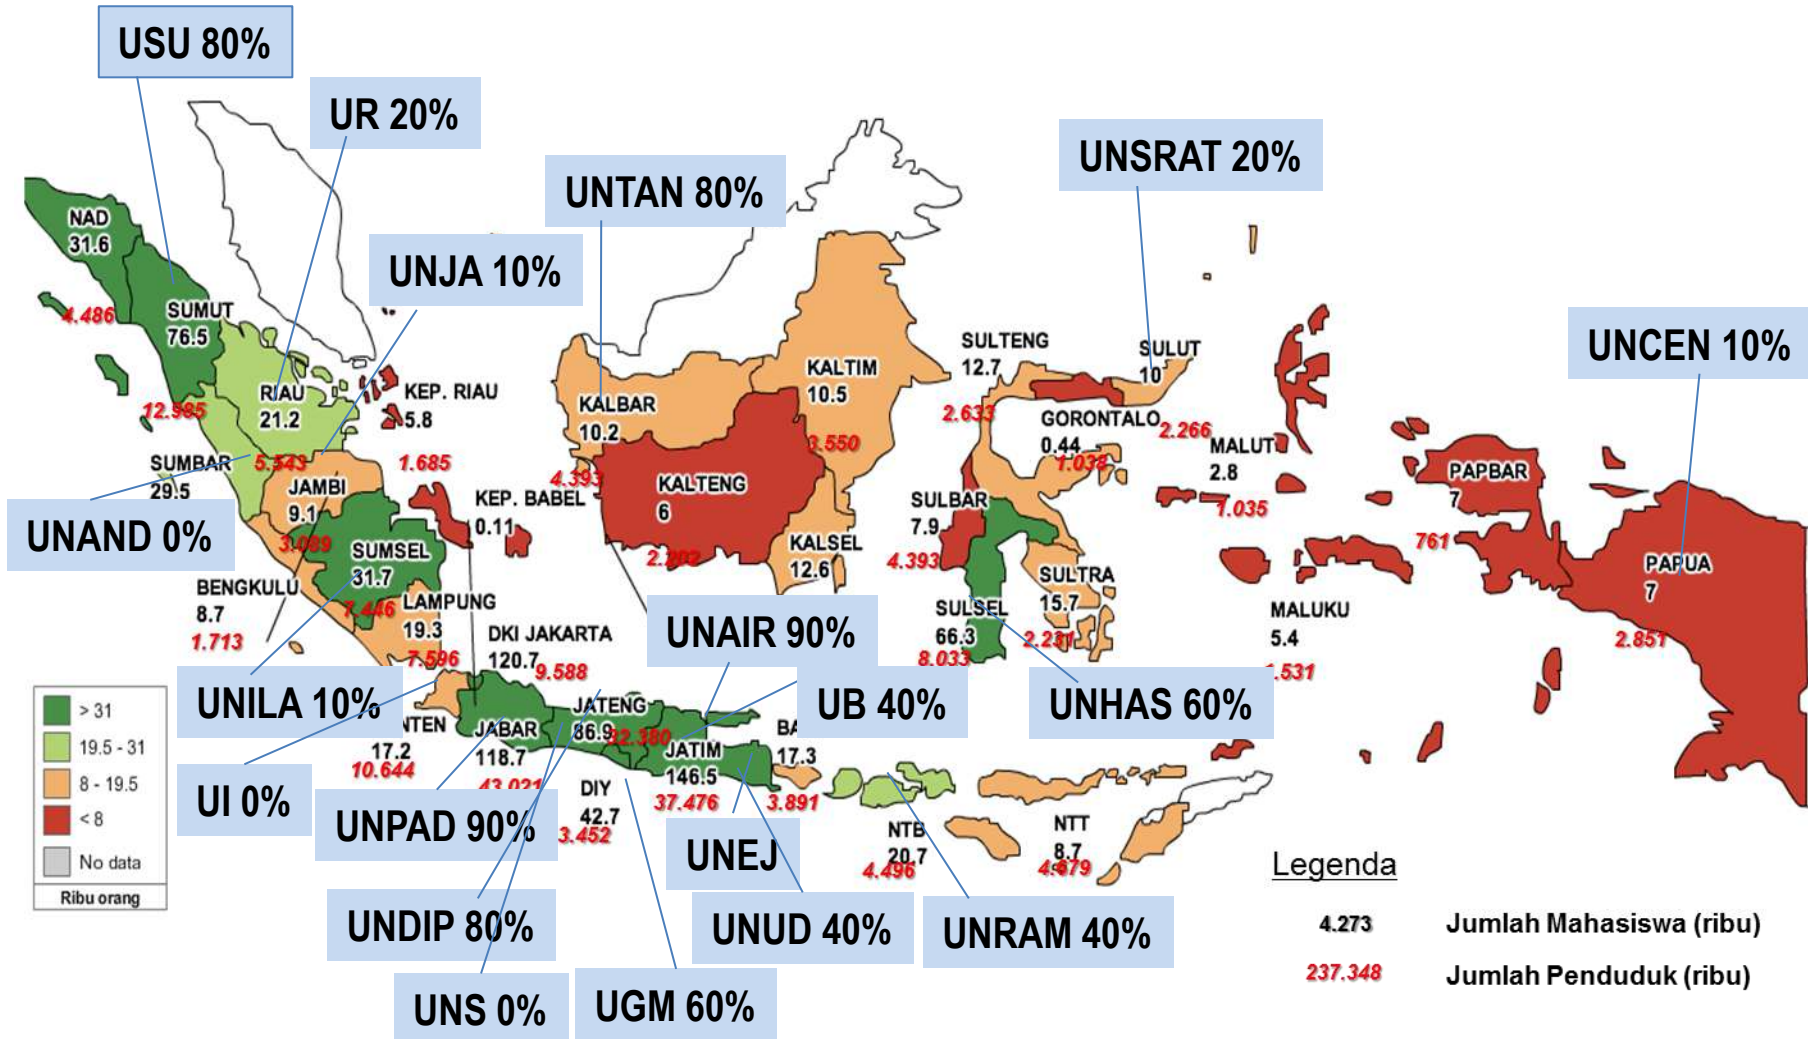 USU 80%
UR 20%
UNTAN 80%
UNSRAT 20%
UNJA 10%
UNCEN 10%
NAD
31.6
4.486
SUMUT
76.5
12.985
RIAU
21.2
5.543
KEP. RIAU
5.8
1.685
SUMBAR
29.5
UNAND 0%
JAMBI
9.1
3.089
KEP. BABEL
0.11
SUMSEL
31.7
7.446
BENGKULU
8.7
1.713
LAMPUNG
19.3
7.596
KALBAR
10.2
4.393
KALTENG
6
2.202
KALTIM
10.5
3.550
KALSEL
12.6
SULTENG
12.7
2.633
SULUT
10
2.266
GORONTALO
0.44
1.038
SULBAR
7.9
4.393
SULSEL
66.3
8.033
SULTRA
15.7
2.231
MALUT
2.8
1.035
MALUKU
5.4
.531
PAPBAR
7
761
PAPUA
7
2.851
DKI JAKARTA
120.7
9.588
UNAIR 90%
UNILA 10%
UB 40%
UNHAS 60%
NTEN
17.2
10.644
JABAR
118.7
43.021
JATENG
86.9
32.380
JATIM
146.5
37.476
BA
17.3
3.891
DIY
42.7
3.452
UI 0%
UNPAD 90%
UNEJ
NTB
20.7
4.496
NTT
8.7
4.679
UNDIP 80%
UNUD 40%
UNRAM 40%
UNS 0%
UGM 60%
> 31
19.5 - 31
8 - 19.5
< 8
No data
Ribu orang
Legenda
4.273 Jumlah Mahasiswa (ribu)
237.348 Jumlah Penduduk (ribu)